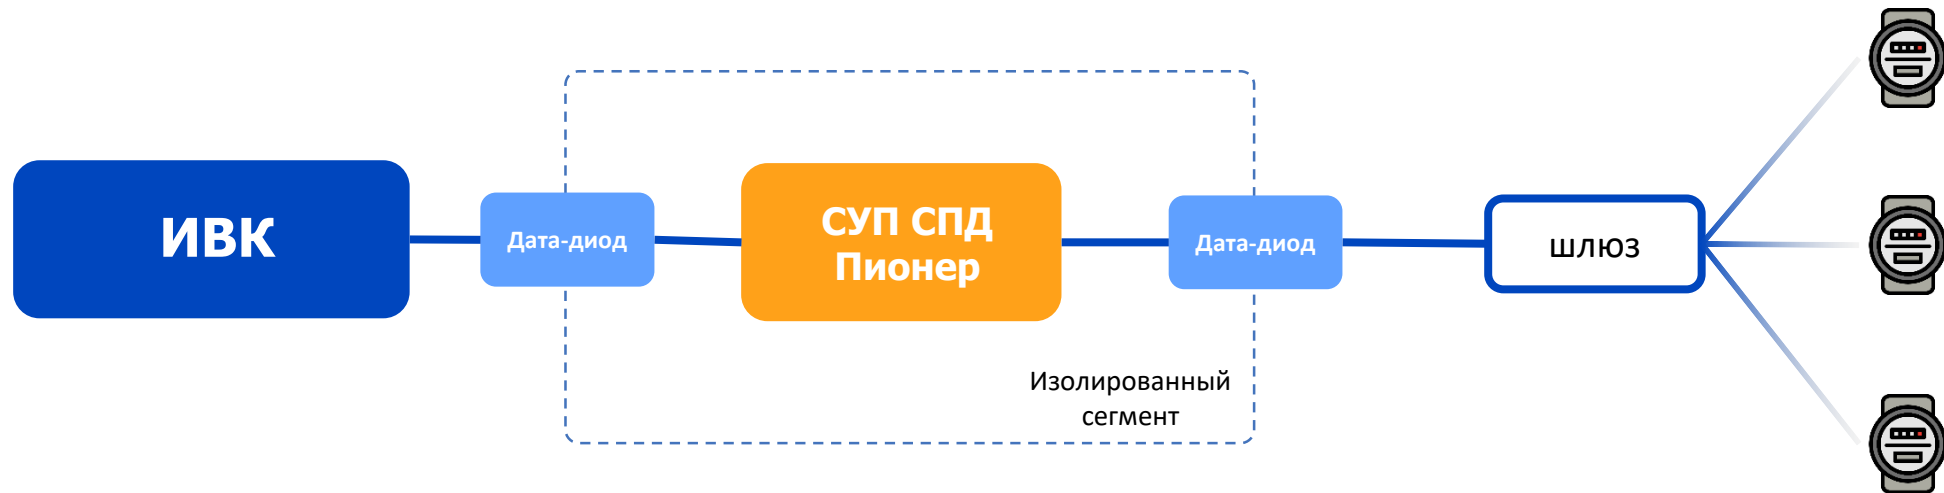 ИВК
Дата-диод
СУП СПД
Пионер
Дата-диод
шлюз
Изолированный
сегмент